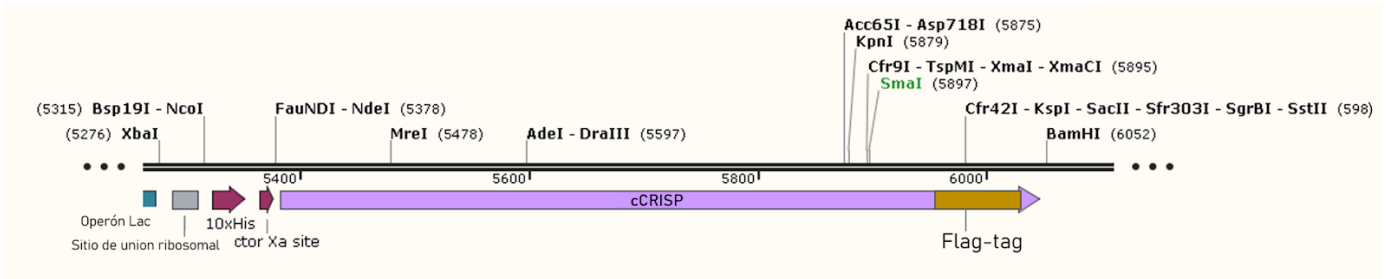 Acc65I - Asp718I (5875)
KpnI (5879)
Cfr9I - TspMI - XmaI - XmaCI (5895)
SmaI (5897)
(5315) Bsp19I - NcoI
FauNDI - NdeI (5378)
Cfr42I - KspI - SacII - Sfr303I - SgrBI - SstII (598)
(5276) XbaI
MreI (5478)
AdeI - DraIII (5597)
BamHI (6052)
5400
5600
5800
6000
cCRISP
Operón Lac
10xHis
Sitio de union ribosomal
ctor Xa site
Flag-tag